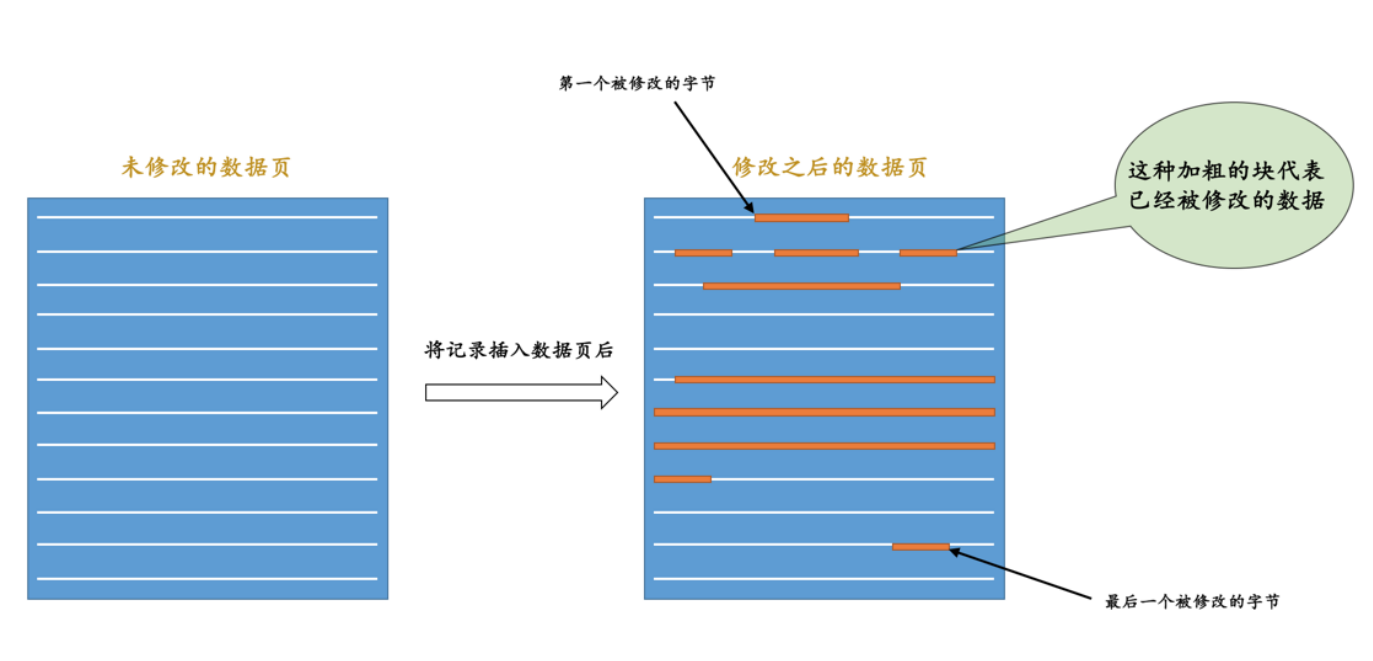 第一个被修改的字节
未修改的数据页
修改之后的数据页
这种加粗的块代表
已经被修改的数据
将记录插入数据页后
最后一个被修改的字节